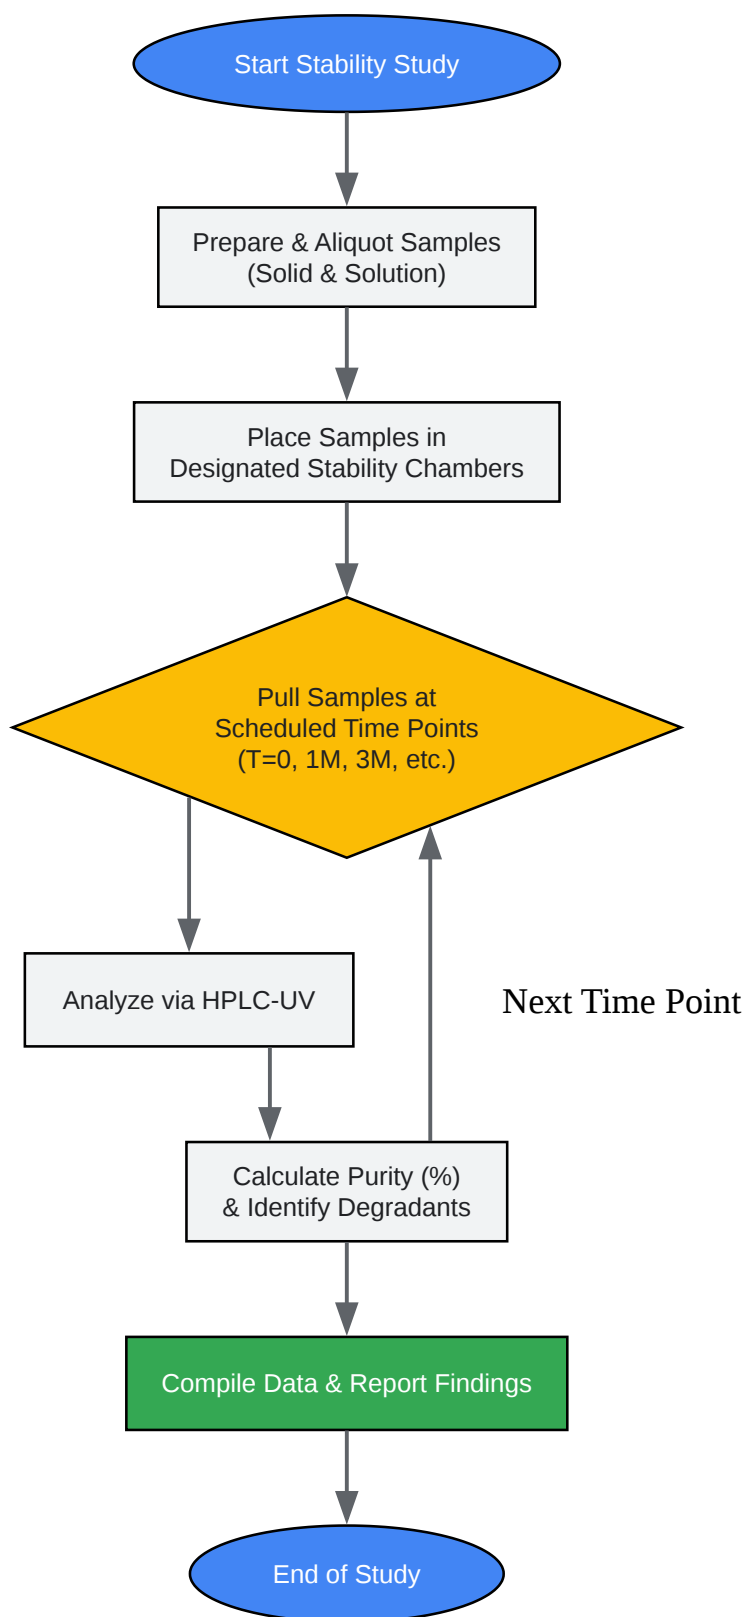 Start Stability Study
Prepare & Aliquot Samples
(Solid & Solution)
Place Samples in
Designated Stability Chambers
Pull Samples at
Scheduled Time Points
(T=0, 1M, 3M, etc.)
Analyze via HPLC-UV
Next Time Point
Calculate Purity (%)
& Identify Degradants
Compile Data & Report Findings
End of Study